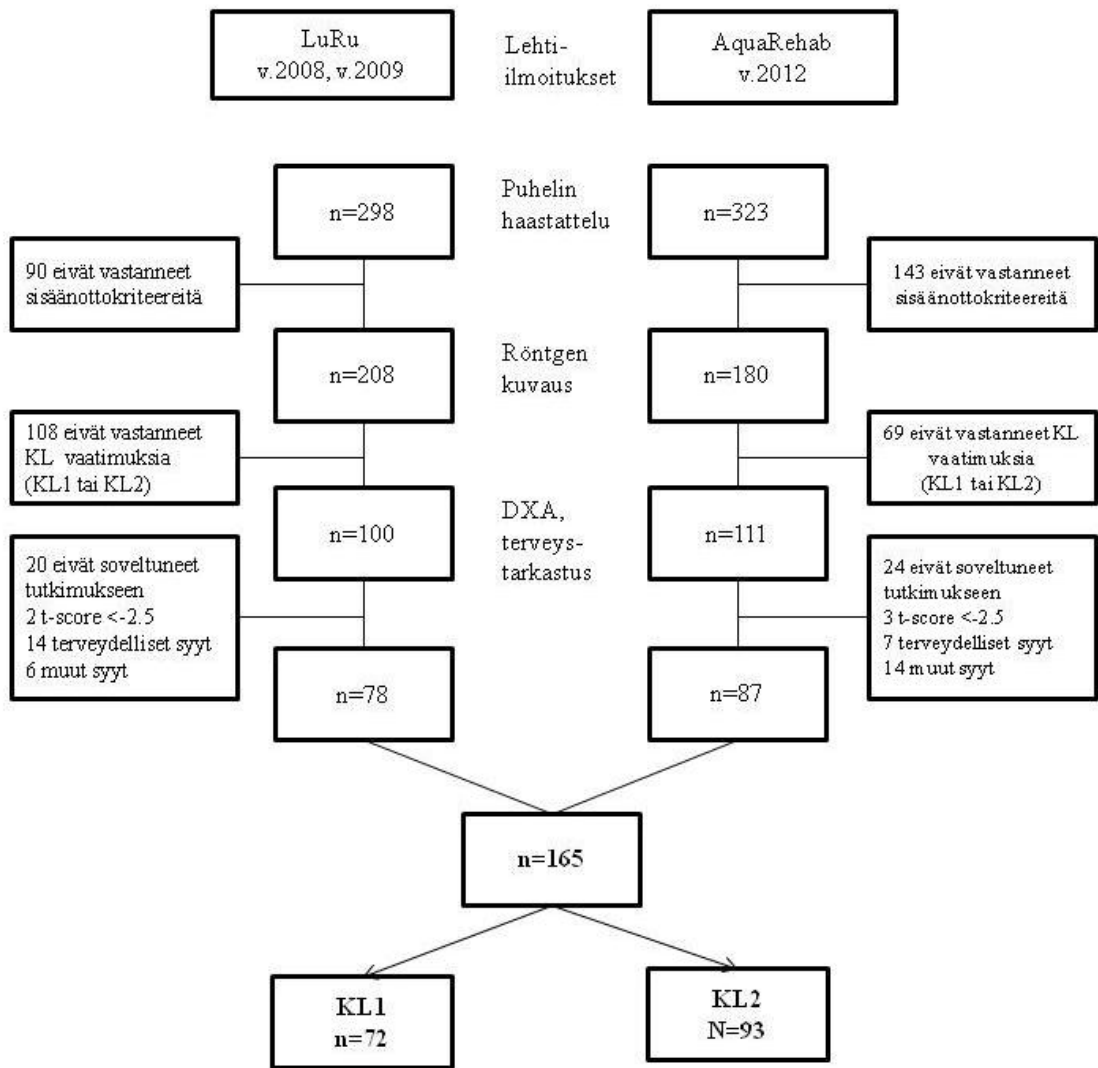 LuRu
v.2008, v.2009
Lehti-
ilmoitukset
AquaRehab
v.2012
n=298
Puhelin
haastattelu
n=323
90 eivät vastanneet
sisäänottokriteereitä
143 eivät vastanneet
sisäänottokriteereitä
n=208
Röntgen
kuvaus
n=180
108 eivät vastanneet
KL vaatimuksia
(KL1 tai KL2)
69 eivät vastanneet KL
vaatimuksia
(KL1 tai KL2)
n=100
DXA,
terveys-
tarkastus
n=111
20 eivät soveltuneet
tutkimukseen
2 t-score <-2.5
14 terveydelliset syyt
6 muut syyt
24 eivät soveltuneet
tutkimukseen
3 t-score <-2.5
7 terveydelliset syyt
14 muut syyt
n=78
n=87
n=165
KL1
n=72
KL2
N=93